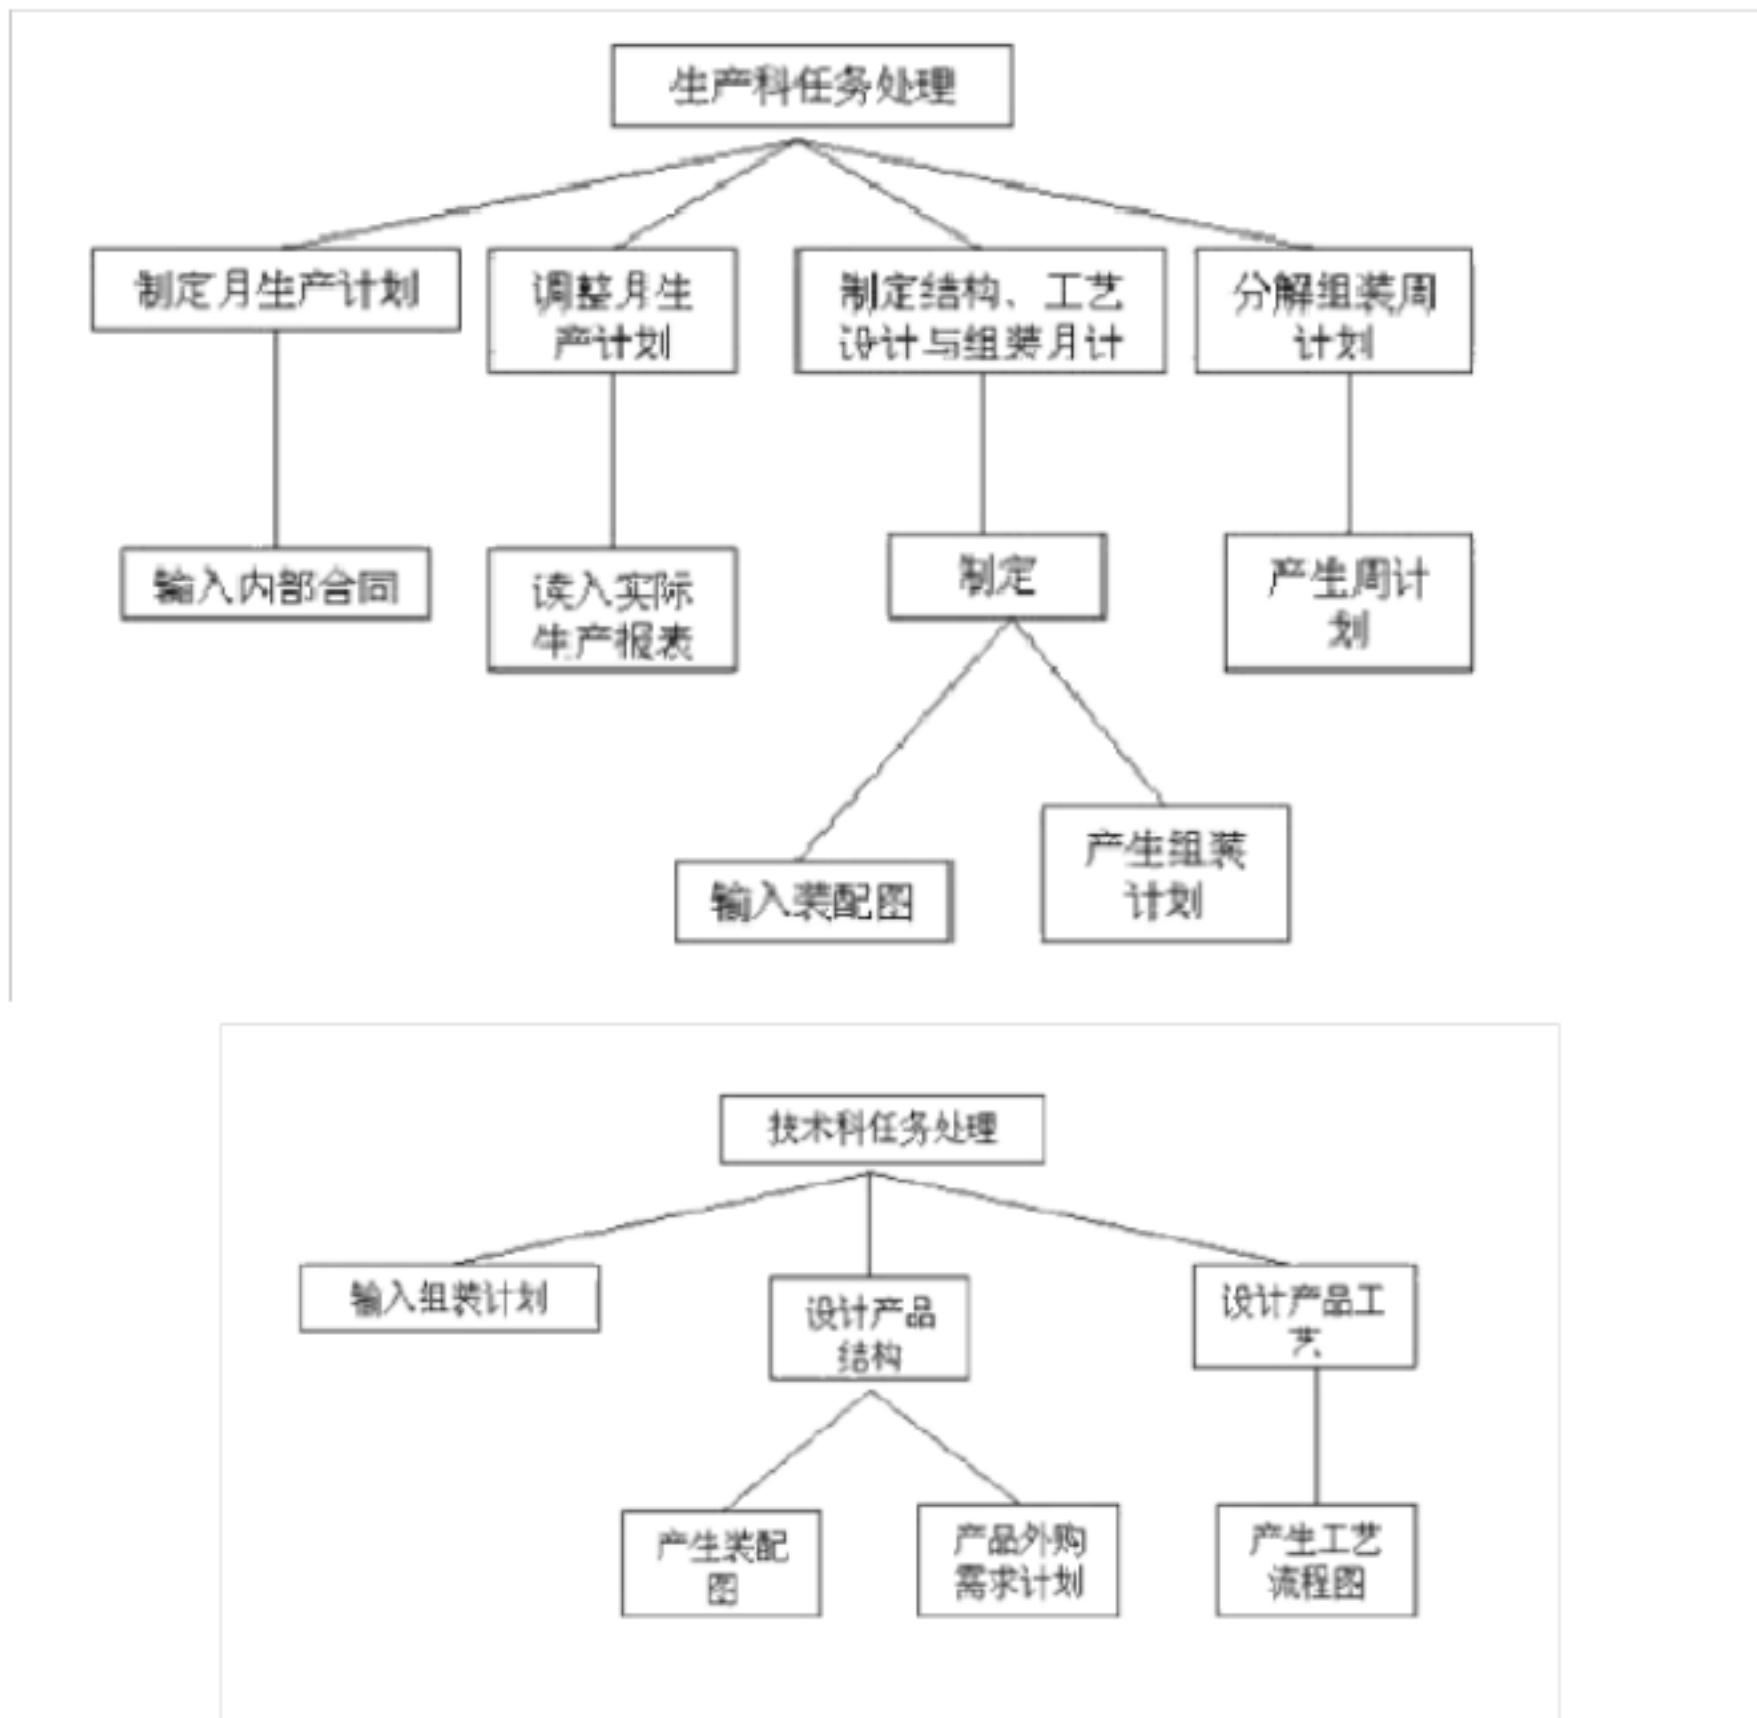 生产科任务处理
制定月生产计划
调整月生
产计划
制定结构、工艺
设计与组装月计
分解组装周
计划
输入内部合同
读入实际
生产报表
制定
产生周计
划
输入装配图
产生组装
计划
技术科任务处理
输入组装计划
设计产品
结构
设计产品工
艺
产生装配
图
产品外购
需求计划
产生工艺
流程图